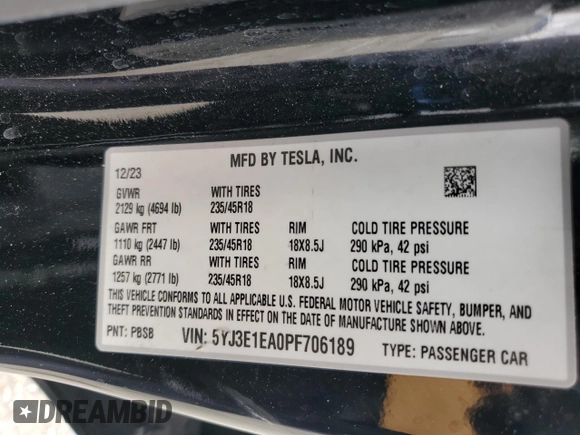 MFD BY TESLA, INC.
12/23
GVWR WITH TIRES
2129 kg (4694 lb) 235/45R18
GAWR FRT WITH TIRES RIM COLD TIRE PRESSURE
1110 kg (2447 lb) 235/45R18 18X8.5J 290 kPa, 42 psi
GAWR RR WITH TIRES RIM COLD TIRE PRESSURE
1257 kg (2771 lb) 235/45R18 18X8.5J 290 kPa, 42 psi
THIS VEHICLE CONFORMS TO ALL APPLICABLE U.S. FEDERAL MOTOR VEHICLE SAFETY, BUMPER, AND
THEFT PREVENTION STANDARDS IN EFFECT ON THE DATE OF MANUFACTURE SHOWN ABOVE.
PNT: PBSB VIN: 5YJ3E1EA0PF706189 TYPE: PASSENGER CAR
DREAMBID